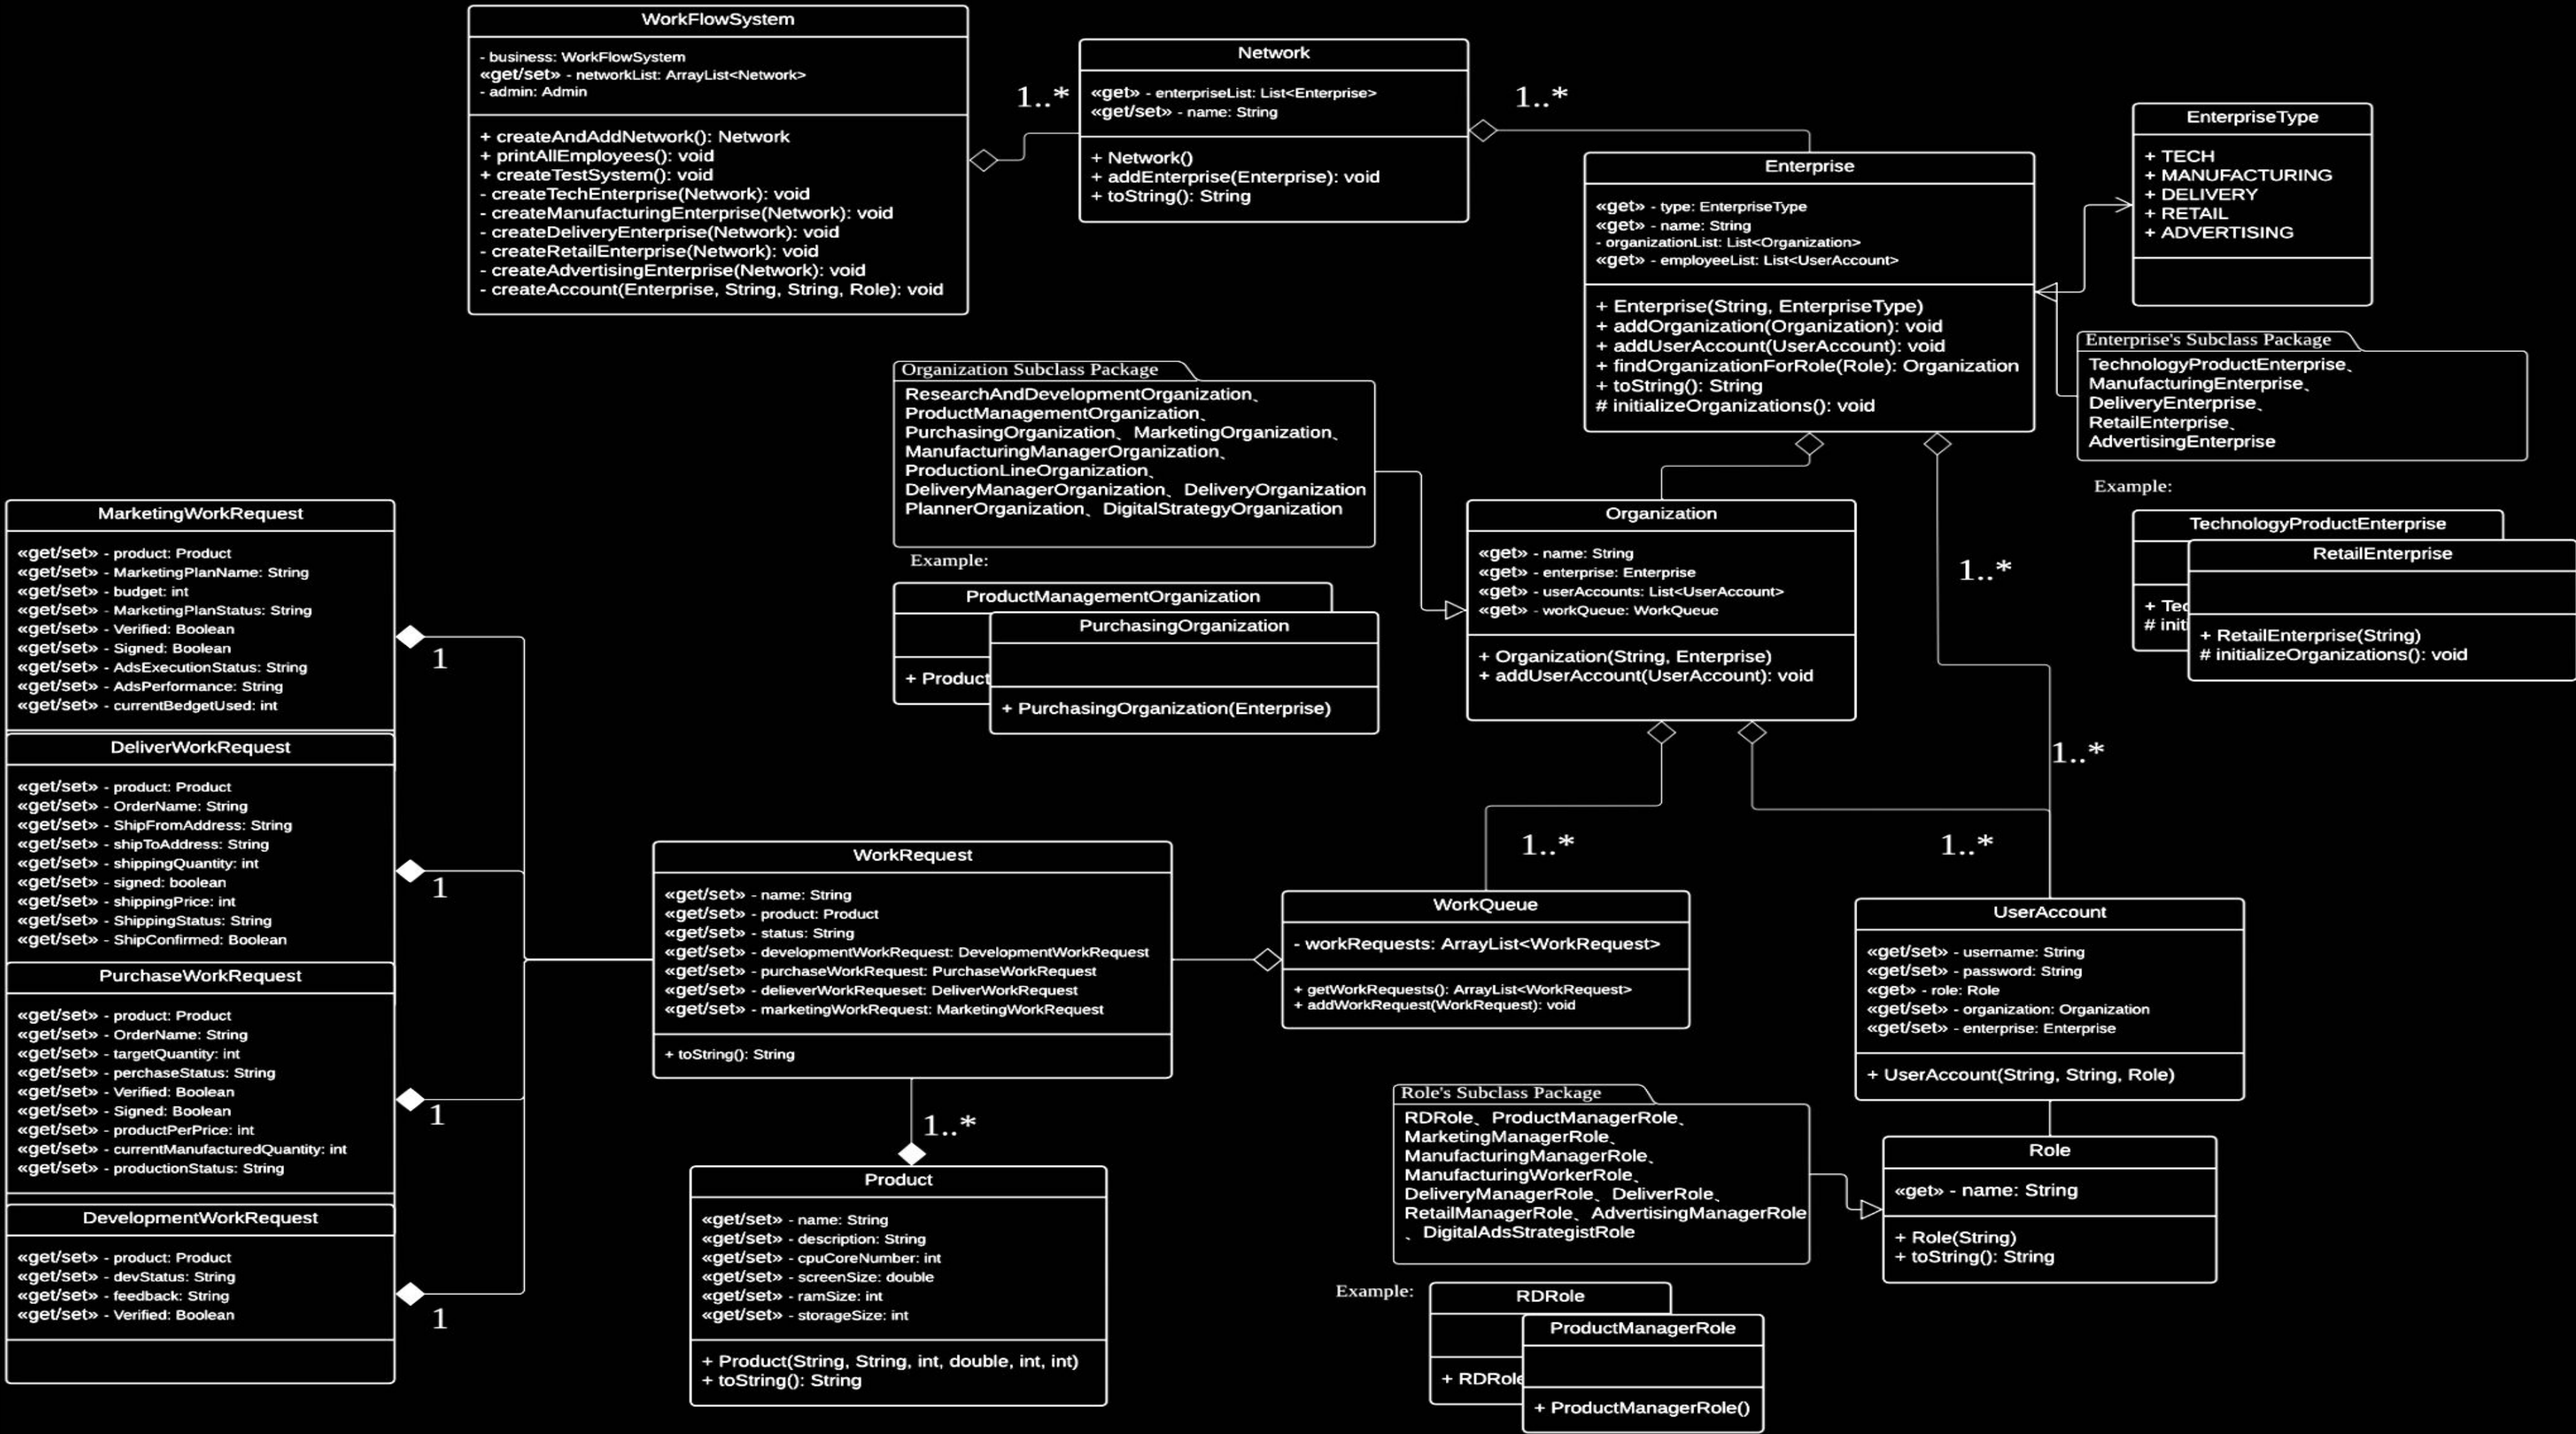 WorkFlowSystem
- business: WorkFlowSystem
«get/set» - networkList: ArrayList<Network>
- admin: Admin
+ createAndAddNetwork(): Network
+ printAllEmployees(): void
+ createTestSystem(): void
- createTechEnterprise(Network): void
- createManufacturingEnterprise(Network): void
- createDeliveryEnterprise(Network): void
- createRetailEnterprise(Network): void
- createAdvertisingEnterprise(Network): void
- createAccount(Enterprise, String, String, Role): void
1..*
Network
«get» - enterpriseList: List<Enterprise>
«get/set» - name: String
+ Network()
+ addEnterprise(Enterprise): void
+ toString(): String
1..*
Enterprise
«get» - type: EnterpriseType
«get» - name: String
- organizationList: List<Organization>
«get» - employeeList: List<UserAccount>
+ Enterprise(String, EnterpriseType)
+ addOrganization(Organization): void
+ addUserAccount(UserAccount): void
+ findOrganizationForRole(Role): Organization
+ toString(): String
# initializeOrganizations(): void
EnterpriseType
+ TECH
+ MANUFACTURING
+ DELIVERY
+ RETAIL
+ ADVERTISING
Enterprise's Subclass Package
TechnologyProductEnterprise、
ManufacturingEnterprise、
DeliveryEnterprise、
RetailEnterprise、
AdvertisingEnterprise
Example:
TechnologyProductEnterprise
+ Tec
# init
RetailEnterprise
+ RetailEnterprise(String)
# initializeOrganizations(): void
Organization Subclass Package
ResearchAndDevelopmentOrganization、
ProductManagementOrganization、
PurchasingOrganization、MarketingOrganization、
ManufacturingManagerOrganization、
ProductionLineOrganization、
DeliveryManagerOrganization、DeliveryOrganization
PlannerOrganization、DigitalStrategyOrganization
Example:
ProductManagementOrganization
+ Product
PurchasingOrganization
+ PurchasingOrganization(Enterprise)
Organization
«get» - name: String
«get» - enterprise: Enterprise
«get» - userAccounts: List<UserAccount>
«get» - workQueue: WorkQueue
+ Organization(String, Enterprise)
+ addUserAccount(UserAccount): void
1..*
1..*
1..*
1..*
MarketingWorkRequest
«get/set» - product: Product
«get/set» - MarketingPlanName: String
«get/set» - budget: int
«get/set» - MarketingPlanStatus: String
«get/set» - Verified: Boolean
«get/set» - Signed: Boolean
«get/set» - AdsExecutionStatus: String
«get/set» - AdsPerformance: String
«get/set» - currentBedgetUsed: int
1
DeliverWorkRequest
«get/set» - product: Product
«get/set» - OrderName: String
«get/set» - ShipFromAddress: String
«get/set» - shipToAddress: String
«get/set» - shippingQuantity: int
«get/set» - signed: boolean
«get/set» - shippingPrice: int
«get/set» - ShippingStatus: String
«get/set» - ShipConfirmed: Boolean
1
PurchaseWorkRequest
«get/set» - product: Product
«get/set» - OrderName: String
«get/set» - targetQuantity: int
«get/set» - perchaseStatus: String
«get/set» - Verified: Boolean
«get/set» - Signed: Boolean
«get/set» - productPerPrice: int
«get/set» - currentManufacturedQuantity: int
«get/set» - productionStatus: String
1
DevelopmentWorkRequest
«get/set» - product: Product
«get/set» - devStatus: String
«get/set» - feedback: String
«get/set» - Verified: Boolean
1
WorkRequest
«get/set» - name: String
«get/set» - product: Product
«get/set» - status: String
«get/set» - developmentWorkRequest: DevelopmentWorkRequest
«get/set» - purchaseWorkRequest: PurchaseWorkRequest
«get/set» - delieverWorkRequeset: DeliverWorkRequest
«get/set» - marketingWorkRequest: MarketingWorkRequest
+ toString(): String
1..*
Product
«get/set» - name: String
«get/set» - description: String
«get/set» - cpuCoreNumber: int
«get/set» - screenSize: double
«get/set» - ramSize: int
«get/set» - storageSize: int
+ Product(String, String, int, double, int, int)
+ toString(): String
WorkQueue
- workRequests: ArrayList<WorkRequest>
+ getWorkRequests(): ArrayList<WorkRequest>
+ addWorkRequest(WorkRequest): void
UserAccount
«get/set» - username: String
«get/set» - password: String
«get» - role: Role
«get/set» - organization: Organization
«get/set» - enterprise: Enterprise
+ UserAccount(String, String, Role)
Role's Subclass Package
RDRole、ProductManagerRole、
MarketingManagerRole、
ManufacturingManagerRole、
ManufacturingWorkerRole、
DeliveryManagerRole、DeliverRole、
RetailManagerRole、AdvertisingManagerRole
、DigitalAdsStrategistRole
Role
«get» - name: String
+ Role(String)
+ toString(): String
Example:
RDRole
+ RDRole
ProductManagerRole
+ ProductManagerRole()